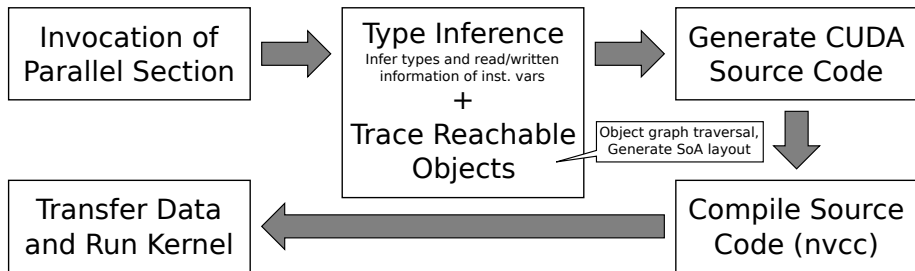 Invocation of
Parallel Section
Type Inference
Infer types and read/written
information of inst. vars
+
Trace Reachable
Objects
Object graph traversal,
Generate SoA layout
Generate CUDA
Source Code
Compile Source
Code (nvcc)
Transfer Data
and Run Kernel